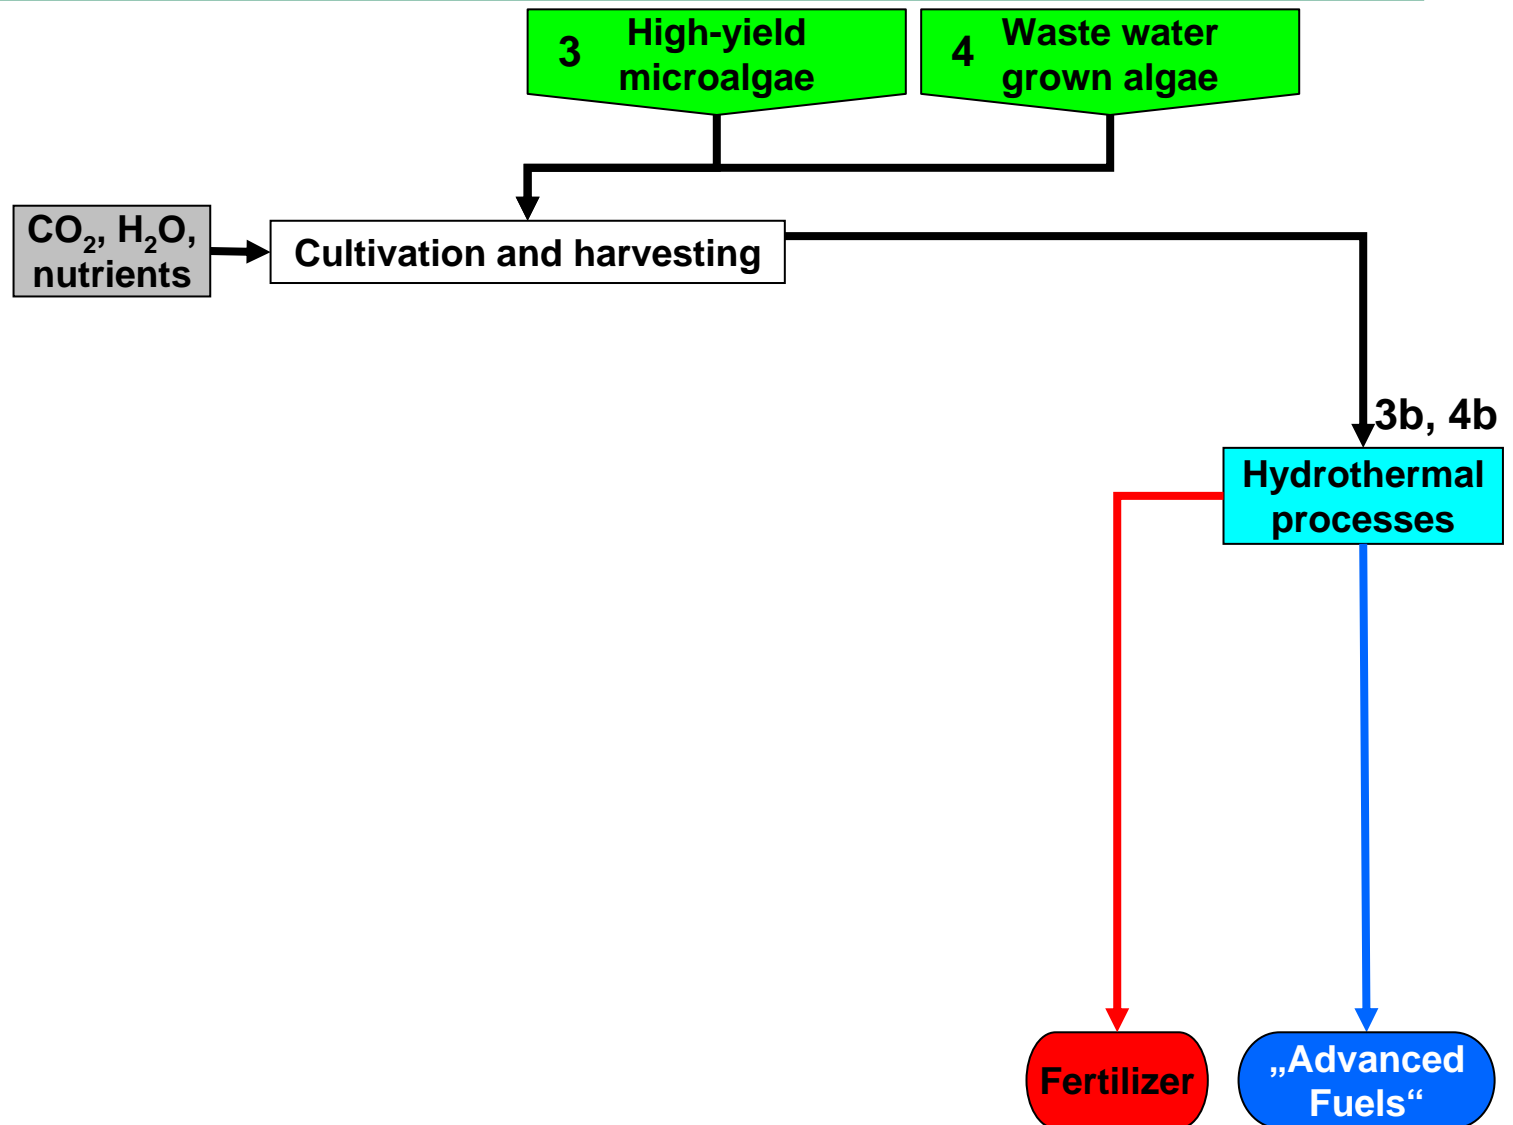 3 High-yield
microalgae
4 Waste water
grown algae
CO₂, H₂O,
nutrients
Cultivation and harvesting
3b, 4b
Hydrothermal
processes
Fertilizer
„Advanced
Fuels“